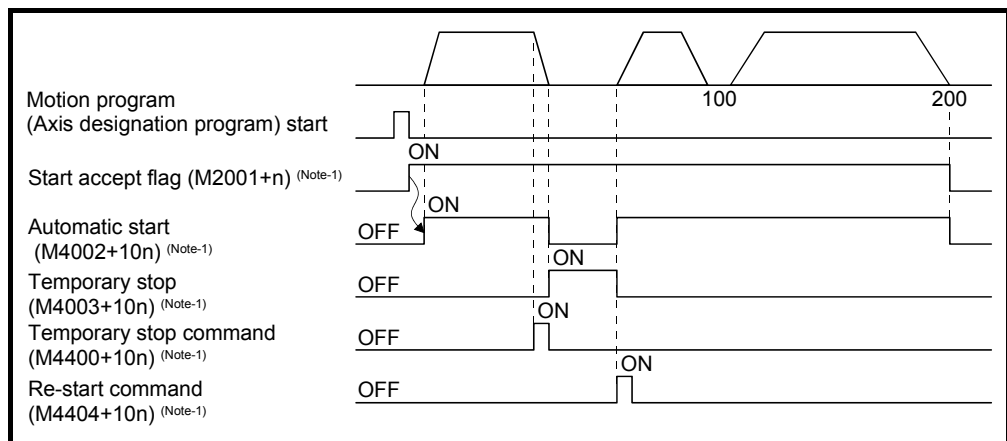 100
200
Motion program
(Axis designation program) start
ON
Start accept flag (M2001+n) (Note-1)
ON
Automatic start
(M4002+10n) (Note-1)
OFF
ON
Temporary stop
(M4003+10n) (Note-1)
OFF
ON
Temporary stop command
(M4400+10n) (Note-1)
OFF
ON
Re-start command
(M4404+10n) (Note-1)
OFF